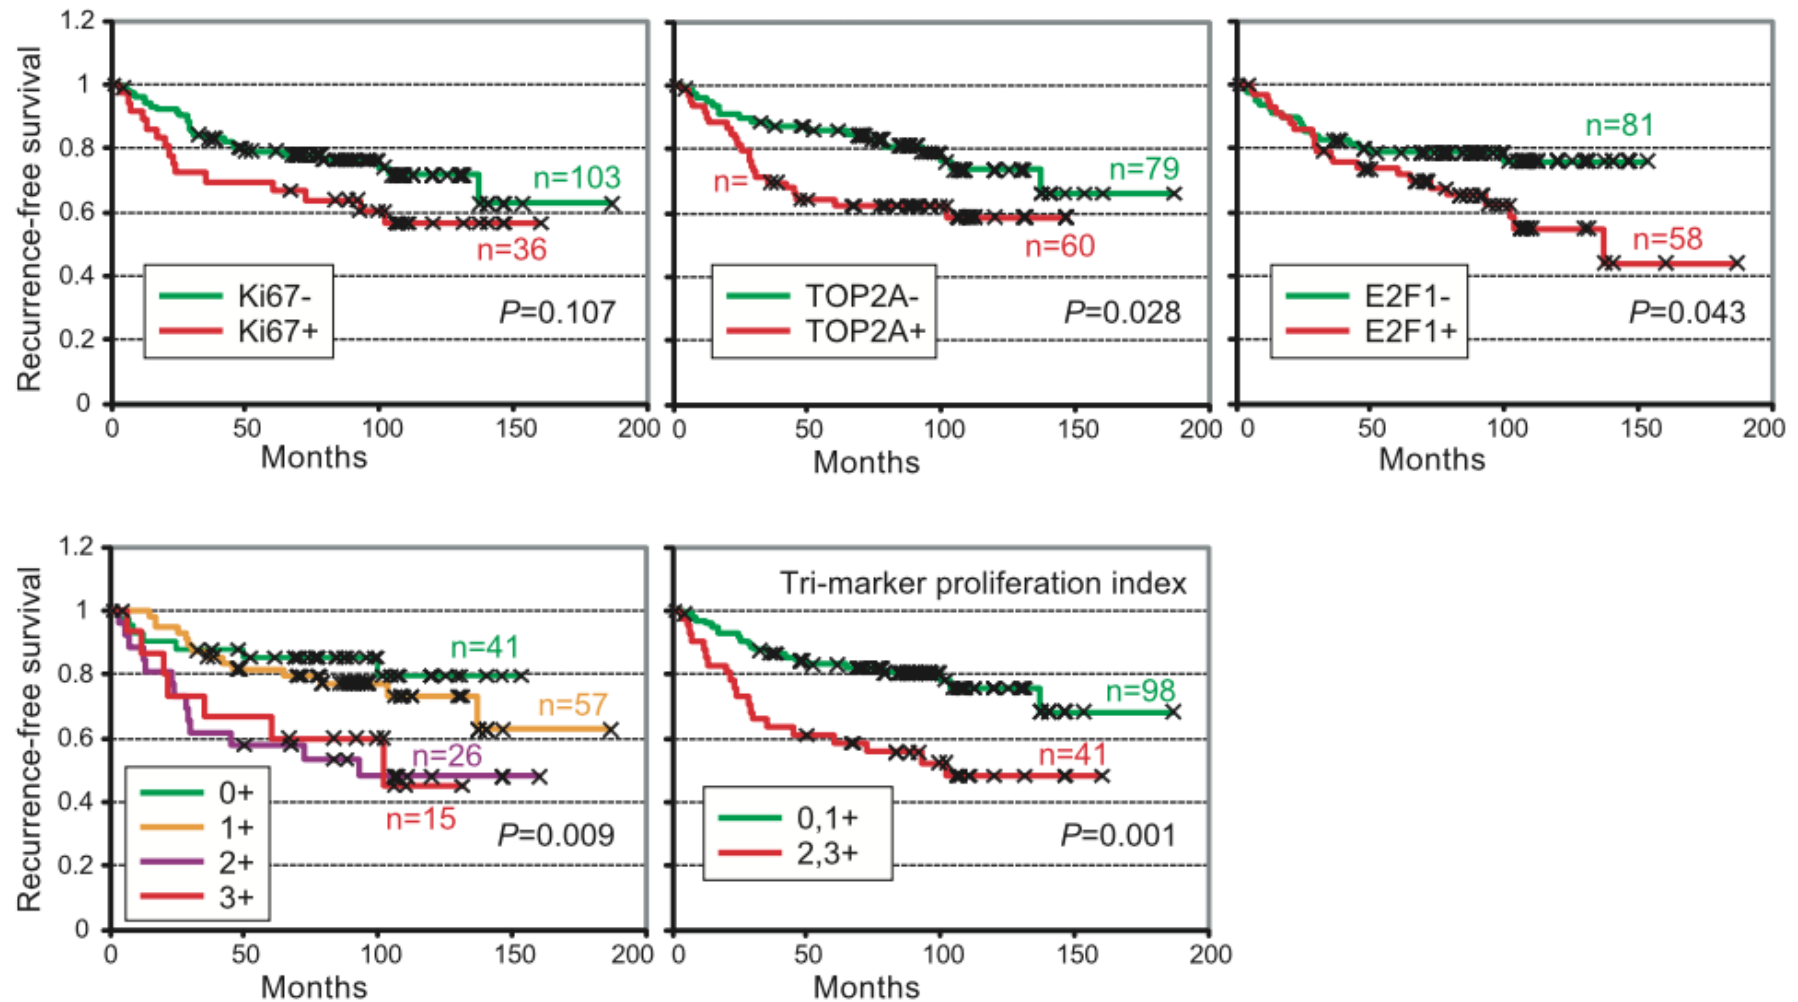 Recurrence-free survival
1.2
1
0.8
0.6
0.4
0.2
0
n=103
n=36
Ki67-
Ki67+
P=0.107
0 50 100 150 200
Months
n=79
n=
n=60
TOP2A-
TOP2A+
P=0.028
0 50 100 150 200
Months
n=81
n=58
E2F1-
E2F1+
P=0.043
0 50 100 150 200
Months
Recurrence-free survival
1.2
1
0.8
0.6
0.4
0.2
0
n=41
n=57
n=26
n=15
0+
1+
2+
3+
P=0.009
0 50 100 150 200
Months
Tri-marker proliferation index
n=98
n=41
0,1+
2,3+
P=0.001
0 50 100 150 200
Months